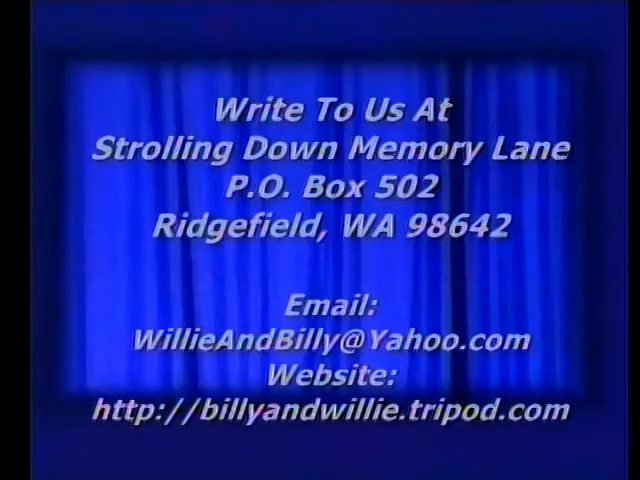 Write To Us At
Strolling Down Memory Lane
P.O. Box 502
Ridgefield, WA 98642
Email:
WillieAndBilly@Yahoo.com
Website:
http://billyandwillie.tripod.com